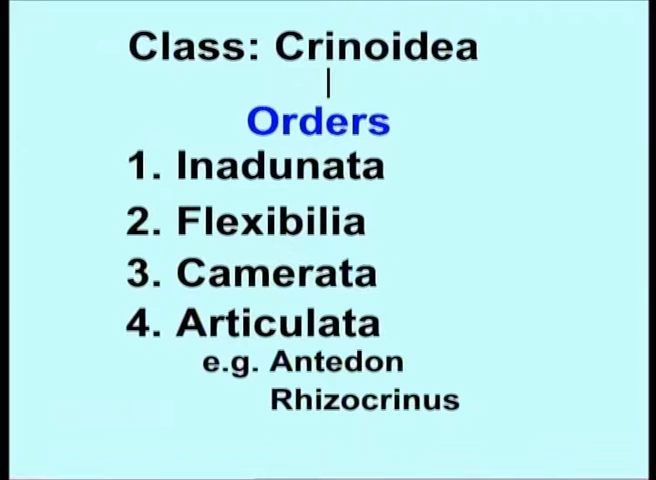 Class: Crinoidea
Orders
1. Inadunata
2. Flexibilia
3. Camerata
4. Articulata
e.g. Antedon
Rhizocrinus